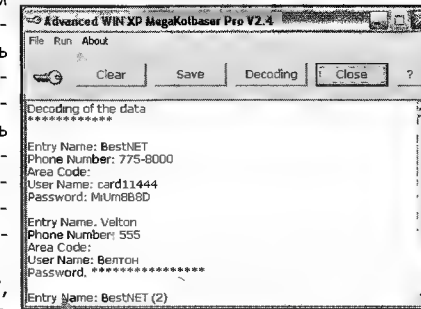 Advanced WIN XP MegaKolbaser Pro V2.4
File Run About
Clear Save Decoding Close ?
Decoding of the data
************
Entry Name: BestNET
Phone Number: 775-8000
Area Code:
User Name: card11444
Password: MiUm8B8D
Entry Name. Velton
Phone Number: 555
Area Code:
User Name: Велтон
Password, ****************
Entry Name: BestNET (2)